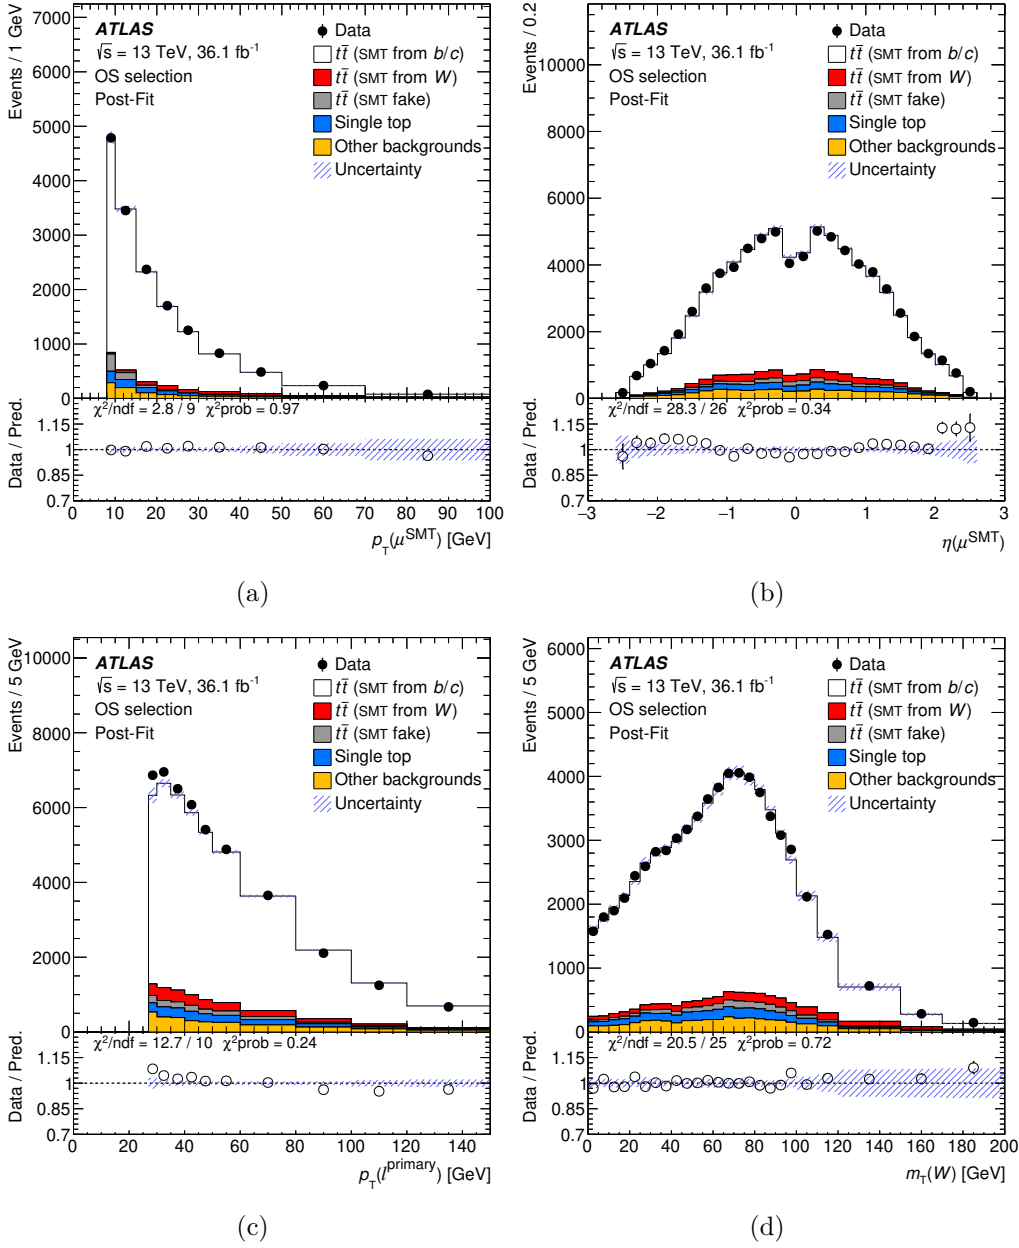 Events / 1 GeV
7000
6000
5000
4000
3000
2000
1000
0
ATLAS
√s = 13 TeV, 36.1 fb⁻¹
OS selection
Post-Fit
Data
tt̄ (SMT from b/c)
tt̄ (SMT from W)
tt̄ (SMT fake)
Single top
Other backgrounds
Uncertainty
χ²/ndf = 2.8 / 9 χ²prob = 0.97
Data / Pred.
1.15
1
0.85
0.7
0 10 20 30 40 50 60 70 80 90 100
p_T(μ^SMT) [GeV]
(a)
Events / 0.2
10000
8000
6000
4000
2000
0
ATLAS
√s = 13 TeV, 36.1 fb⁻¹
OS selection
Post-Fit
Data
tt̄ (SMT from b/c)
tt̄ (SMT from W)
tt̄ (SMT fake)
Single top
Other backgrounds
Uncertainty
χ²/ndf = 28.3 / 26 χ²prob = 0.34
Data / Pred.
1.15
1
0.85
0.7
−3 −2 −1 0 1 2 3
η(μ^SMT)
(b)
Events / 5 GeV
10000
8000
6000
4000
2000
0
ATLAS
√s = 13 TeV, 36.1 fb⁻¹
OS selection
Post-Fit
Data
tt̄ (SMT from b/c)
tt̄ (SMT from W)
tt̄ (SMT fake)
Single top
Other backgrounds
Uncertainty
χ²/ndf = 12.7 / 10 χ²prob = 0.24
Data / Pred.
1.15
1
0.85
0.7
0 20 40 60 80 100 120 140
p_T(l^primary) [GeV]
(c)
Events / 5 GeV
6000
5000
4000
3000
2000
1000
0
ATLAS
√s = 13 TeV, 36.1 fb⁻¹
OS selection
Post-Fit
Data
tt̄ (SMT from b/c)
tt̄ (SMT from W)
tt̄ (SMT fake)
Single top
Other backgrounds
Uncertainty
χ²/ndf = 20.5 / 25 χ²prob = 0.72
Data / Pred.
1.15
1
0.85
0.7
0 20 40 60 80 100 120 140 160 180 200
m_T(W) [GeV]
(d)